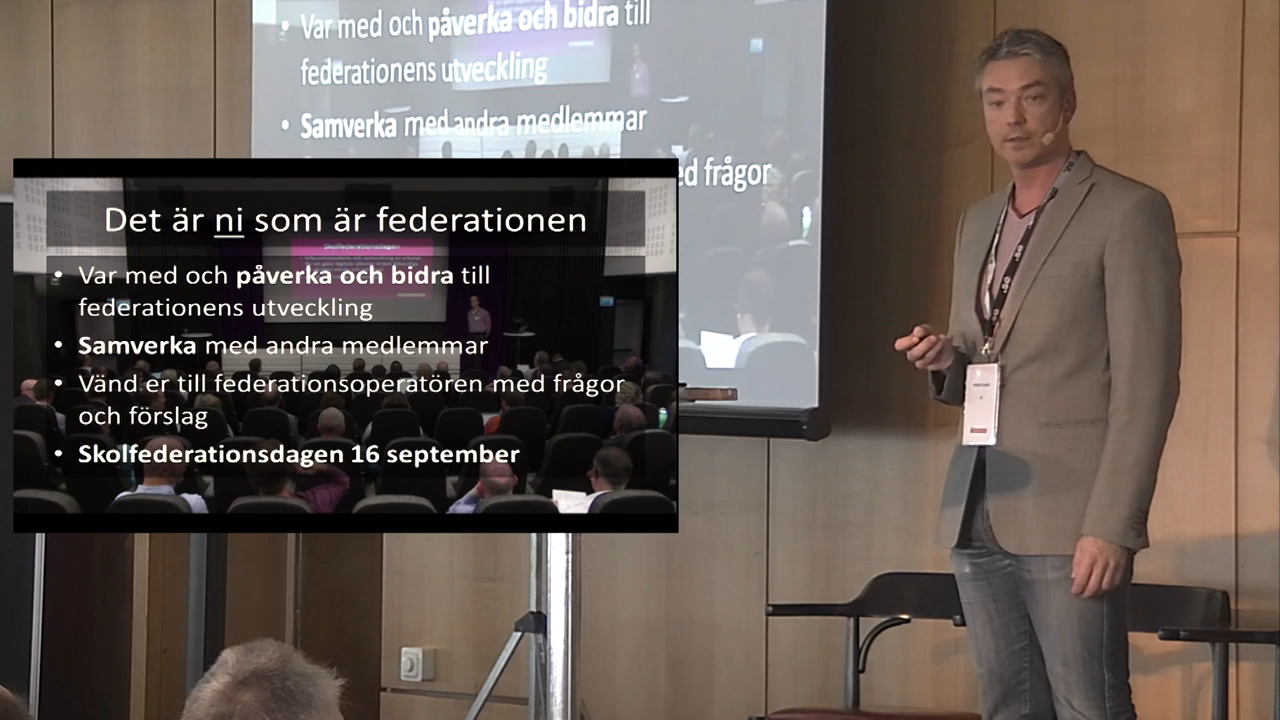 • Var med och påverka och bidra till
federationens utveckling
• Samverka med andra medlemmar
ed frågor
Det är ni som är federationen
Skolfederationsdagen
• Var med och påverka och bidra till
federationens utveckling
• Samverka med andra medlemmar
• Vänd er till federationsoperatören med frågor
och förslag
• Skolfederationsdagen 16 september
.SE